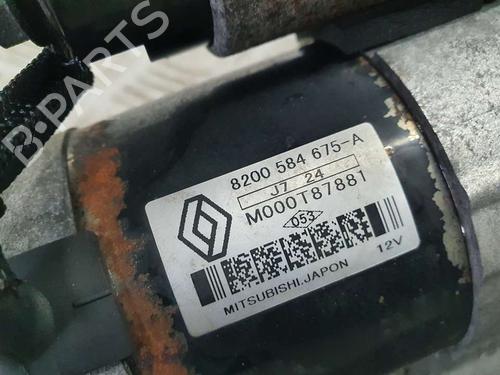 B-PARTS
8200 584 675-A
J7 24
M000T87881
053
MITSUBISHI.JAPON 12V